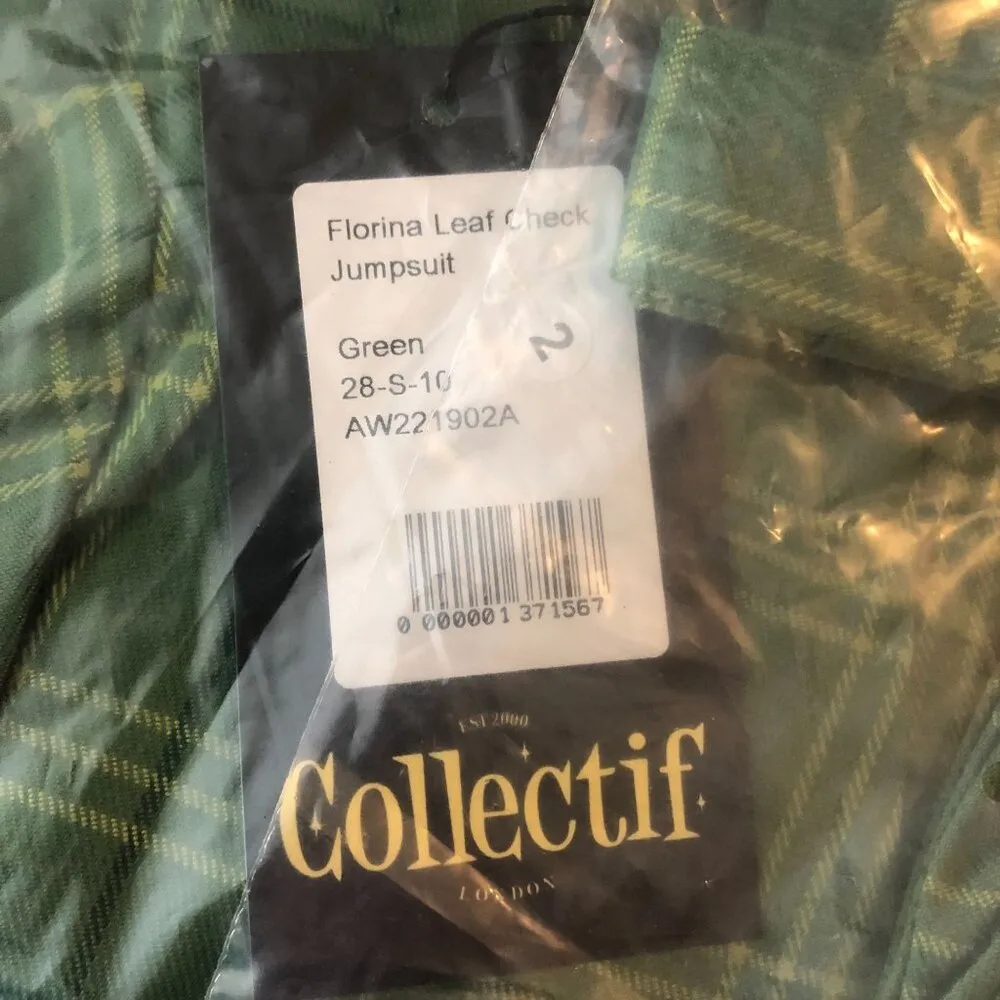 Florina Leaf Check
Jumpsuit
2
Green
28-S-10
AW221902A
0 000001 371567
EST 2000
Collectif
LONDON